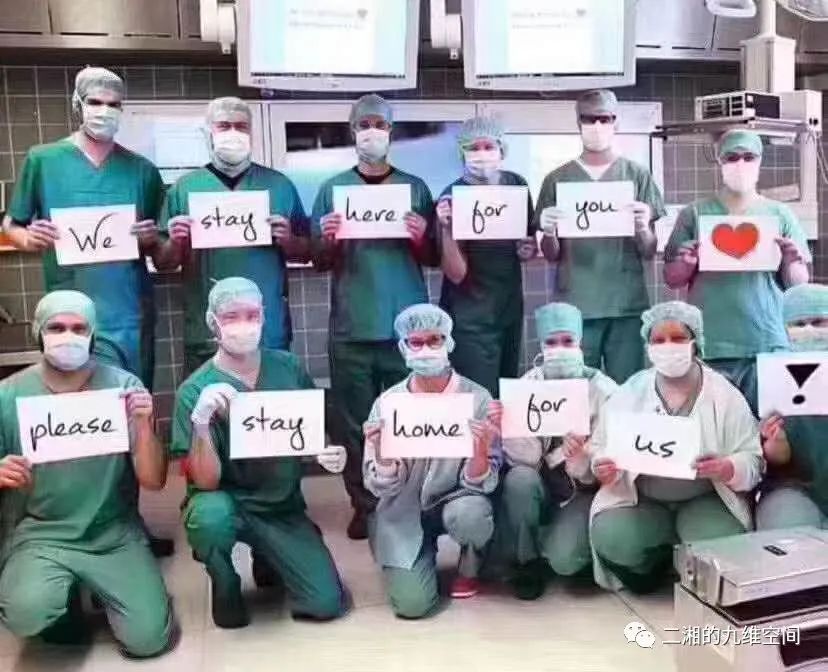 We stay here for you
please stay home for us !
二湘的九维空间